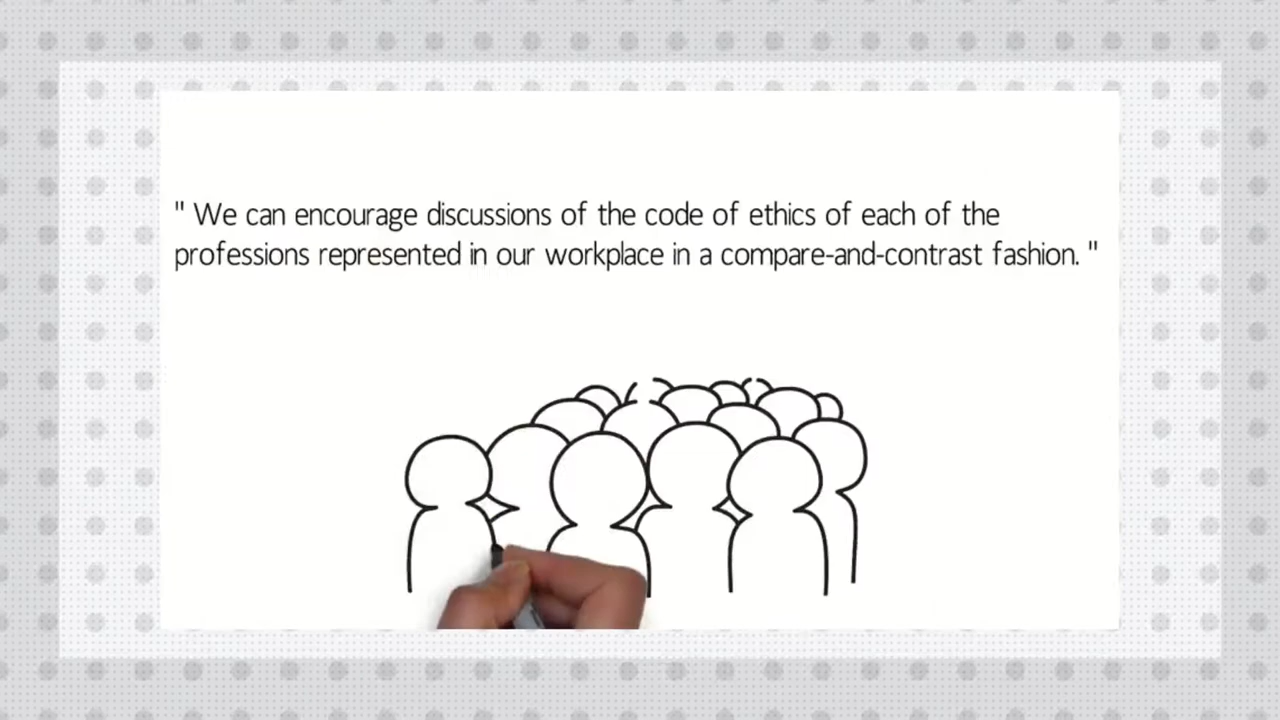 " We can encourage discussions of the code of ethics of each of the
professions represented in our workplace in a compare-and-contrast fashion. "